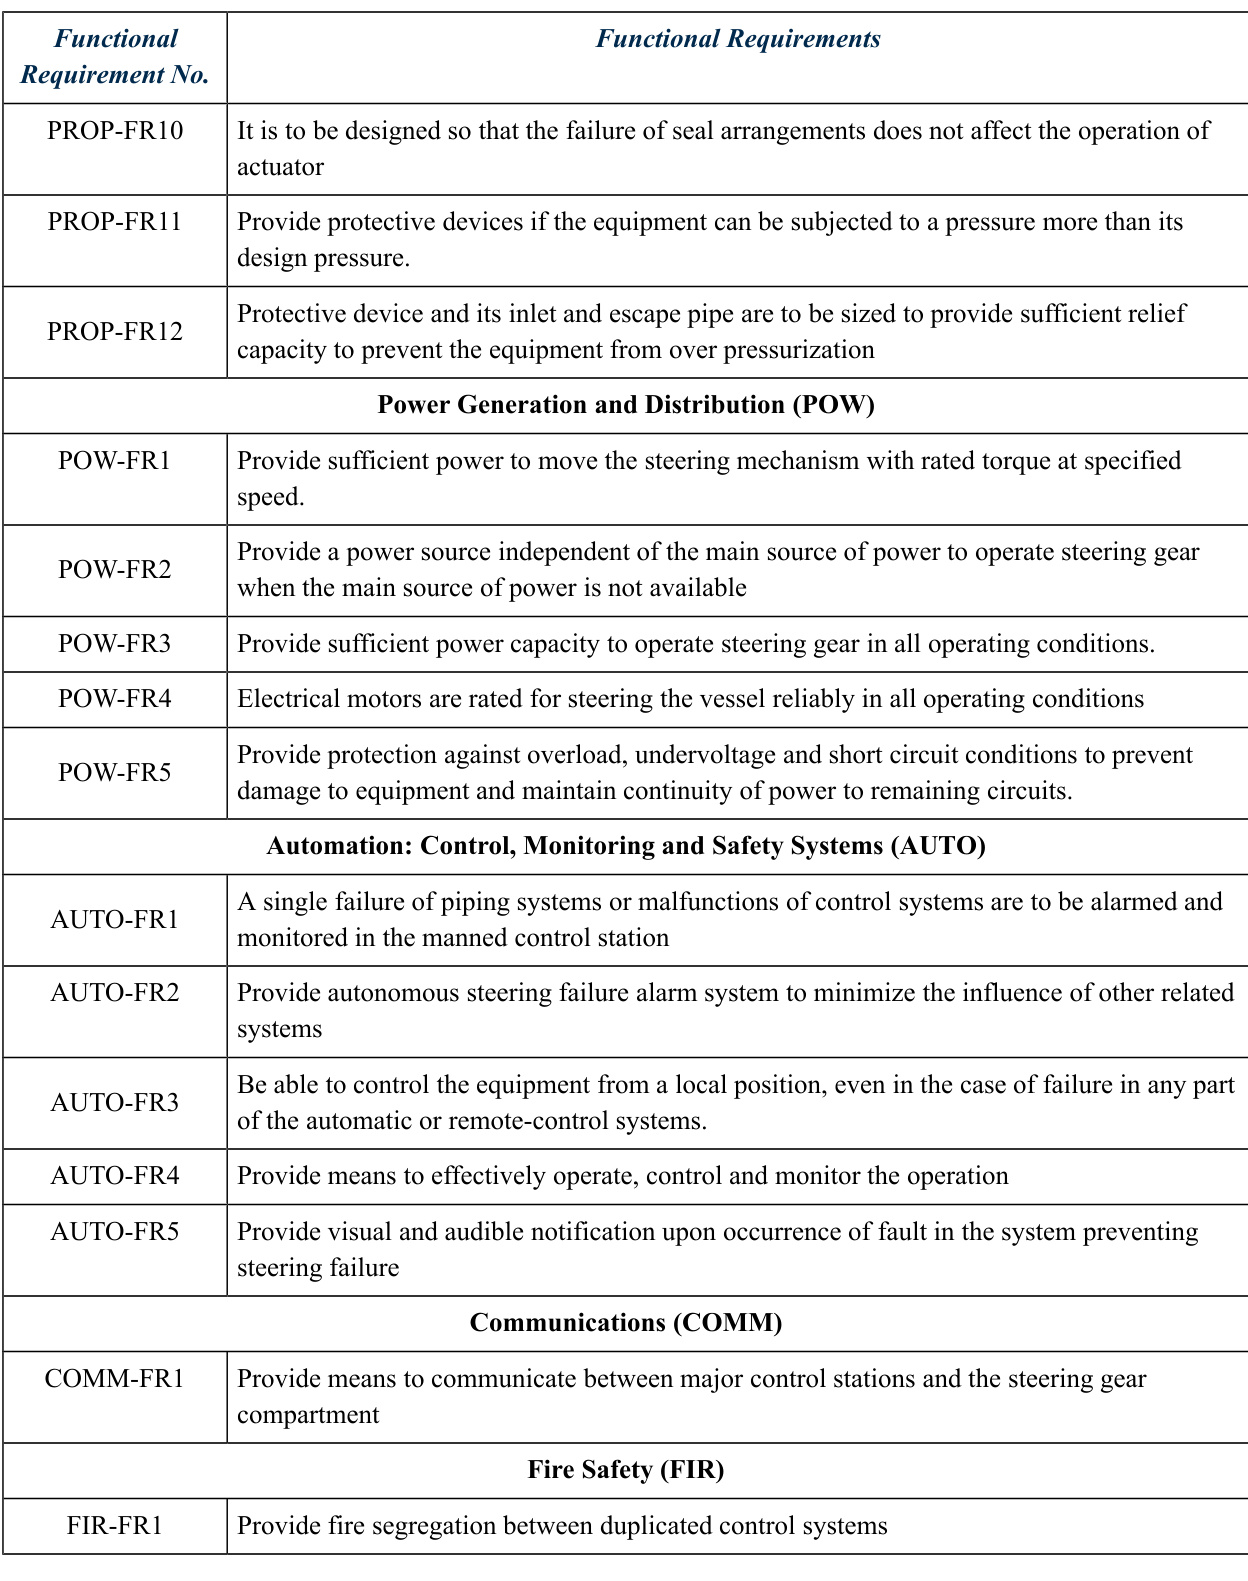 Functional
Requirement No.
Functional Requirements
PROP-FR10
It is to be designed so that the failure of seal arrangements does not affect the operation of
actuator
PROP-FR11
Provide protective devices if the equipment can be subjected to a pressure more than its
design pressure.
PROP-FR12
Protective device and its inlet and escape pipe are to be sized to provide sufficient relief
capacity to prevent the equipment from over pressurization
Power Generation and Distribution (POW)
POW-FR1
Provide sufficient power to move the steering mechanism with rated torque at specified
speed.
POW-FR2
Provide a power source independent of the main source of power to operate steering gear
when the main source of power is not available
POW-FR3
Provide sufficient power capacity to operate steering gear in all operating conditions.
POW-FR4
Electrical motors are rated for steering the vessel reliably in all operating conditions
POW-FR5
Provide protection against overload, undervoltage and short circuit conditions to prevent
damage to equipment and maintain continuity of power to remaining circuits.
Automation: Control, Monitoring and Safety Systems (AUTO)
AUTO-FR1
A single failure of piping systems or malfunctions of control systems are to be alarmed and
monitored in the manned control station
AUTO-FR2
Provide autonomous steering failure alarm system to minimize the influence of other related
systems
AUTO-FR3
Be able to control the equipment from a local position, even in the case of failure in any part
of the automatic or remote-control systems.
AUTO-FR4
Provide means to effectively operate, control and monitor the operation
AUTO-FR5
Provide visual and audible notification upon occurrence of fault in the system preventing
steering failure
Communications (COMM)
COMM-FR1
Provide means to communicate between major control stations and the steering gear
compartment
Fire Safety (FIR)
FIR-FR1
Provide fire segregation between duplicated control systems